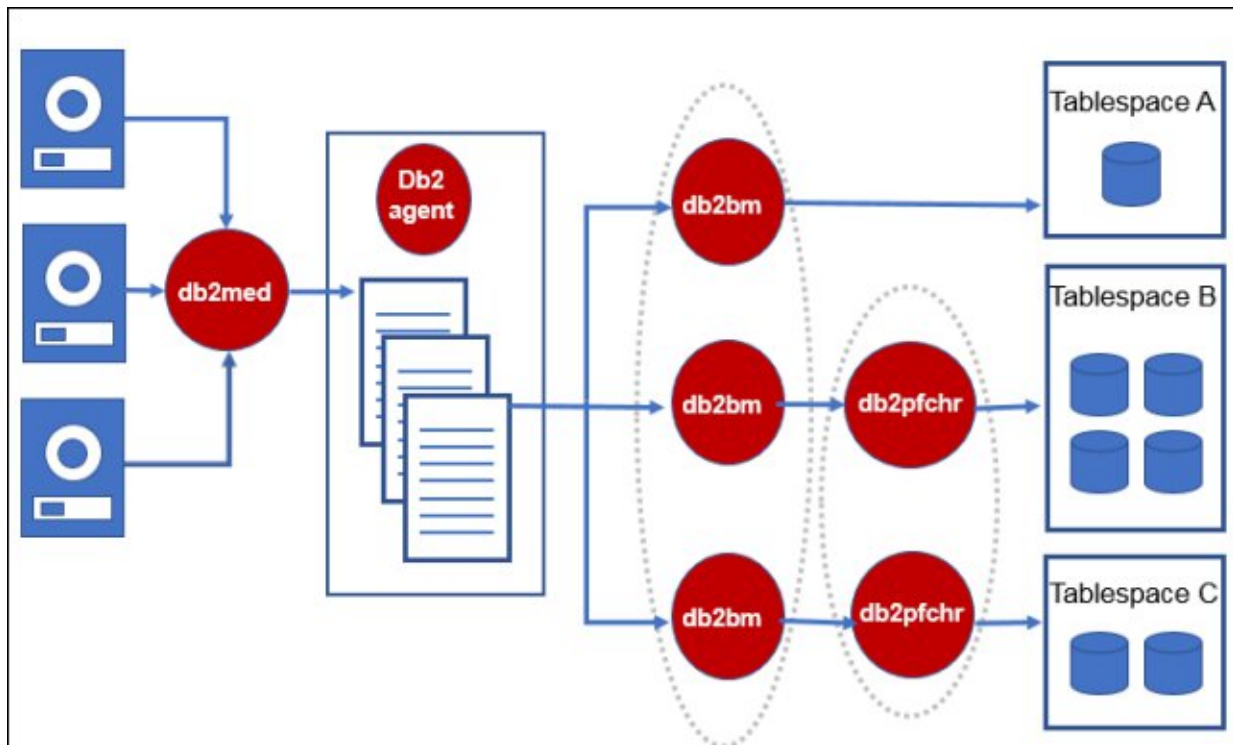 db2med
Db2
agent
db2bm
db2bm
db2bm
db2pfchr
db2pfchr
Tablespace A
Tablespace B
Tablespace C